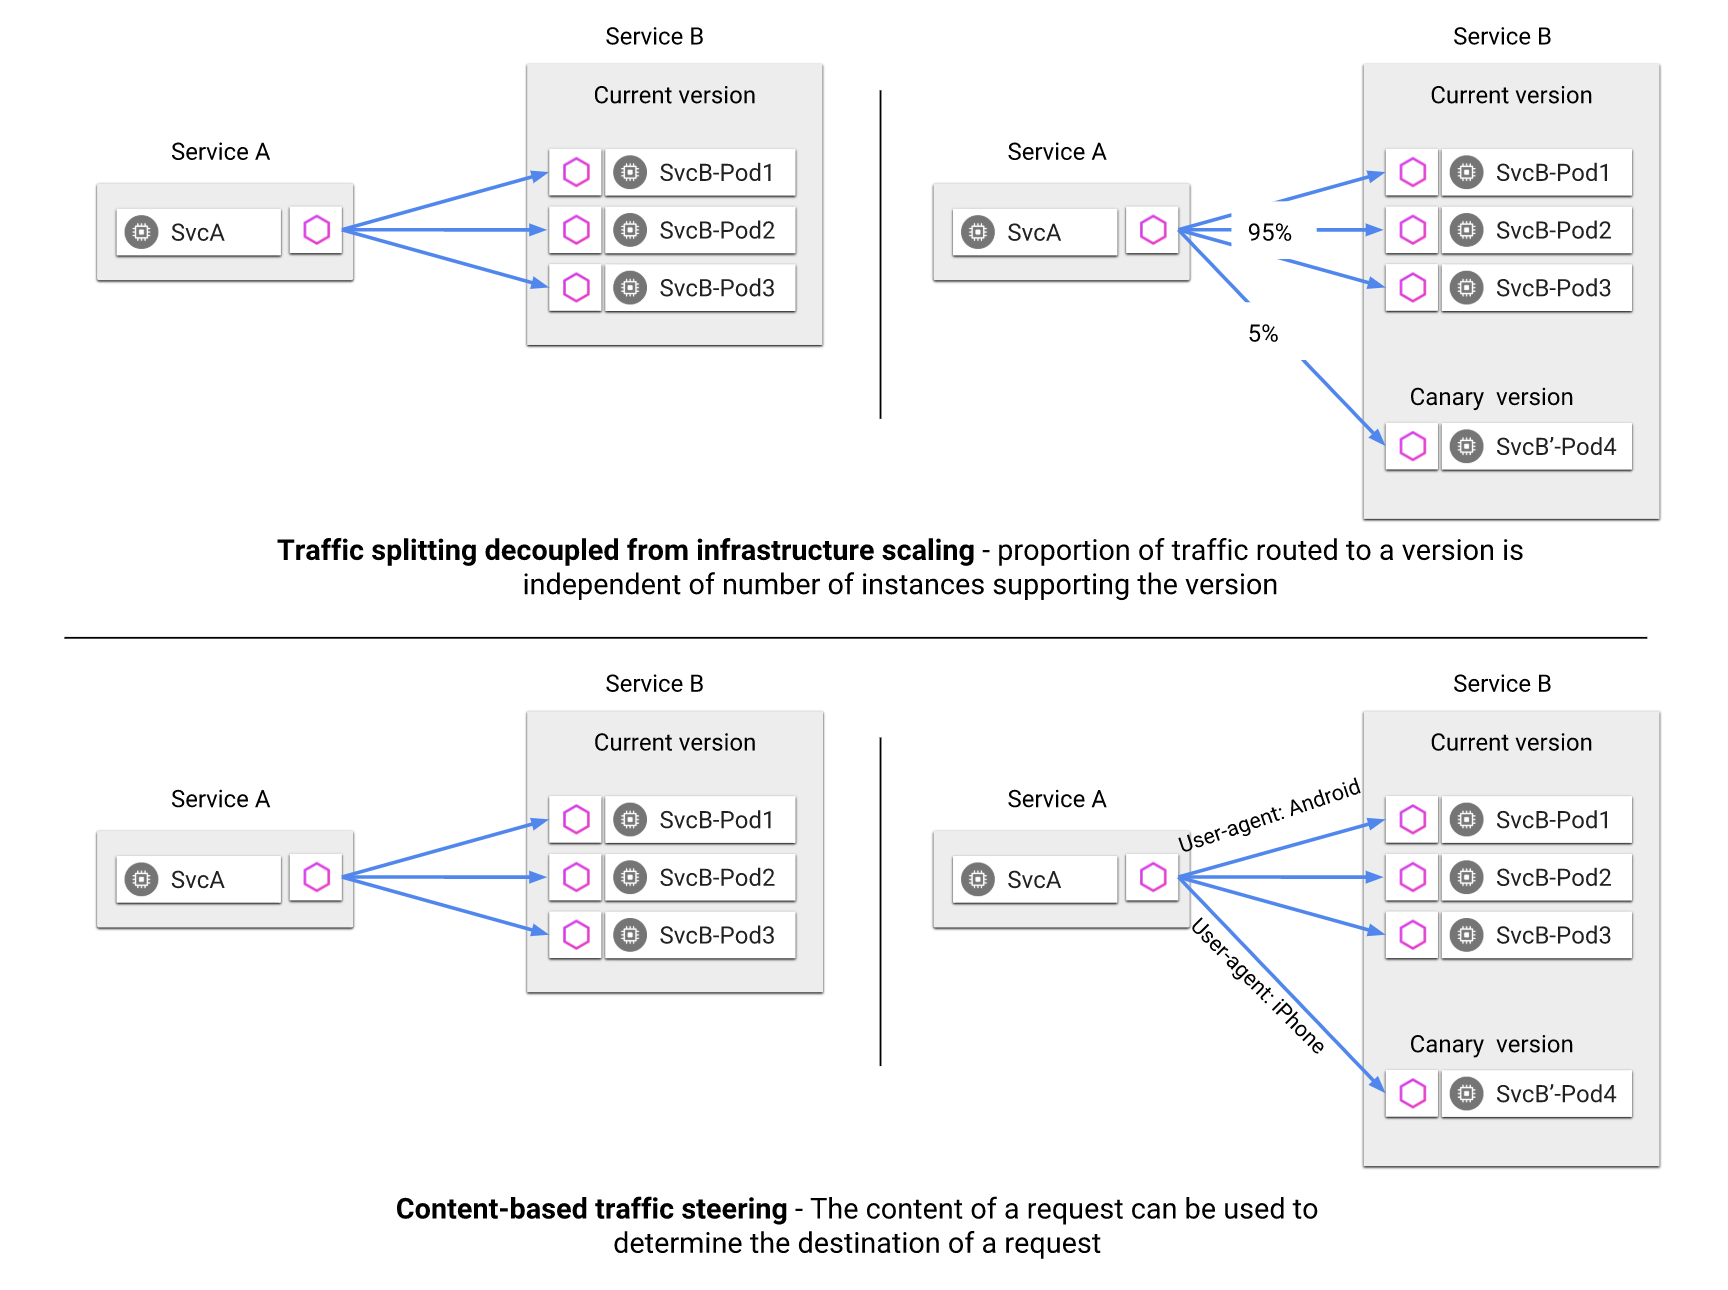 Service B
Current version
Service A
SvcA
SvcB-Pod1
SvcB-Pod2
SvcB-Pod3
Service B
Current version
Service A
SvcA
95%
5%
SvcB-Pod1
SvcB-Pod2
SvcB-Pod3
Canary version
SvcB’-Pod4
Traffic splitting decoupled from infrastructure scaling - proportion of traffic routed to a version is
independent of number of instances supporting the version
Service B
Current version
Service A
SvcA
SvcB-Pod1
SvcB-Pod2
SvcB-Pod3
Service B
Current version
Service A
SvcA
User-agent: Android
User-agent: iPhone
SvcB-Pod1
SvcB-Pod2
SvcB-Pod3
Canary version
SvcB’-Pod4
Content-based traffic steering - The content of a request can be used to
determine the destination of a request